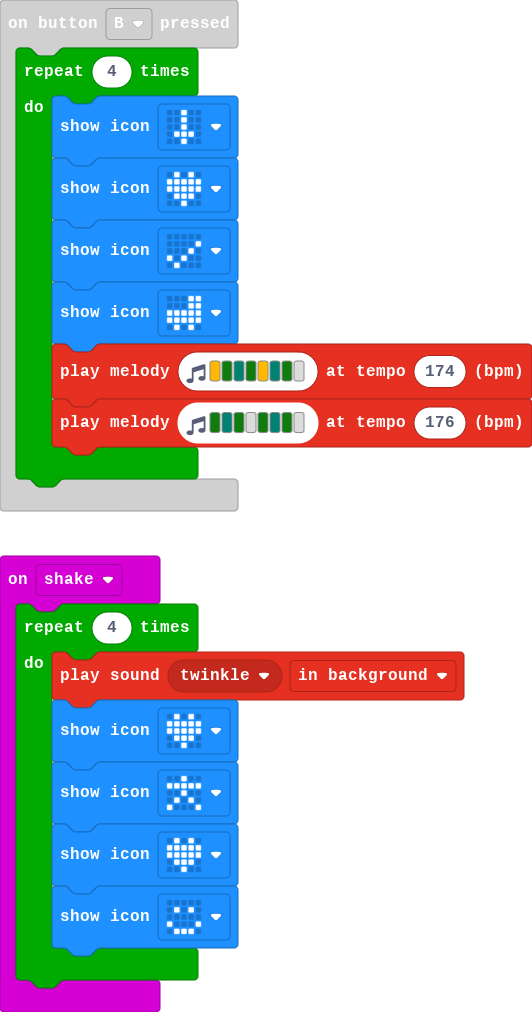 on button B pressed
repeat 4 times
do
show icon
show icon
show icon
show icon
play melody at tempo 174 (bpm)
play melody at tempo 176 (bpm)
on shake
repeat 4 times
do
play sound twinkle in background
show icon
show icon
show icon
show icon